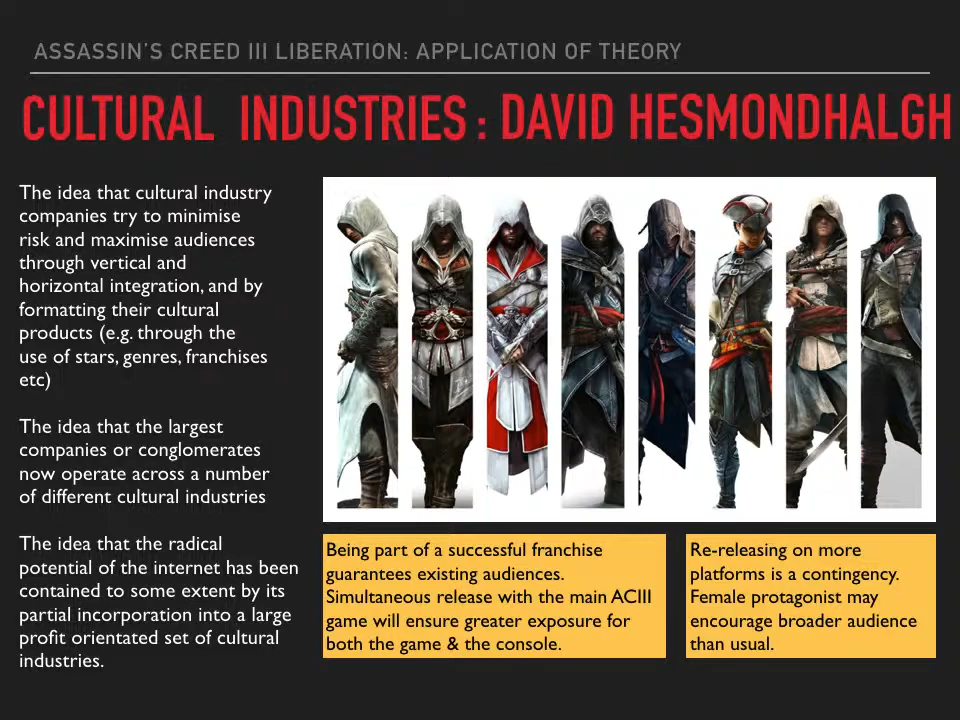 ASSASSIN'S CREED III LIBERATION: APPLICATION OF THEORY
CULTURAL INDUSTRIES : DAVID HESMONDHALGH
The idea that cultural industry
companies try to minimise
risk and maximise audiences
through vertical and
horizontal integration, and by
formatting their cultural
products (e.g. through the
use of stars, genres, franchises
etc)
The idea that the largest
companies or conglomerates
now operate across a number
of different cultural industries
The idea that the radical
potential of the internet has been
contained to some extent by its
partial incorporation into a large
profit orientated set of cultural
industries.
Being part of a successful franchise
guarantees existing audiences.
Simultaneous release with the main ACIII
game will ensure greater exposure for
both the game & the console.
Re-releasing on more
platforms is a contingency.
Female protagonist may
encourage broader audience
than usual.